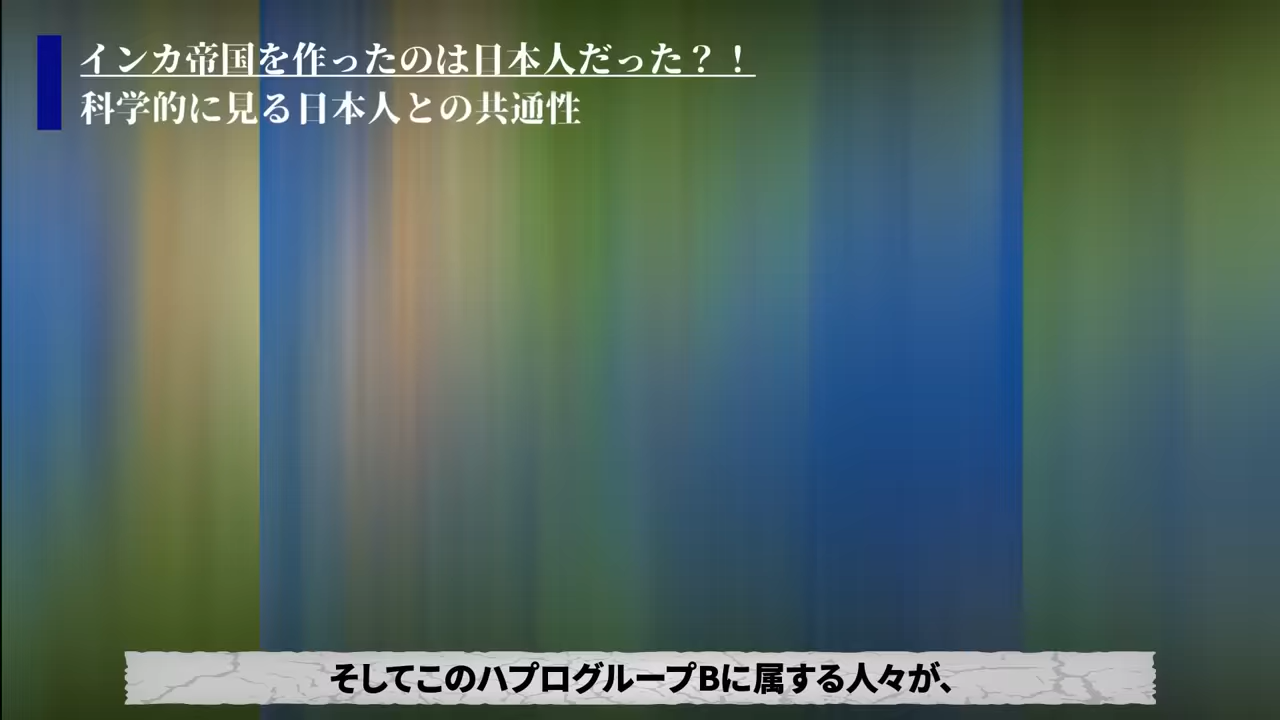 インカ帝国を作ったのは日本人だった？！
科学的に見る日本人との共通性
そしてこのハプログループBに属する人々が、